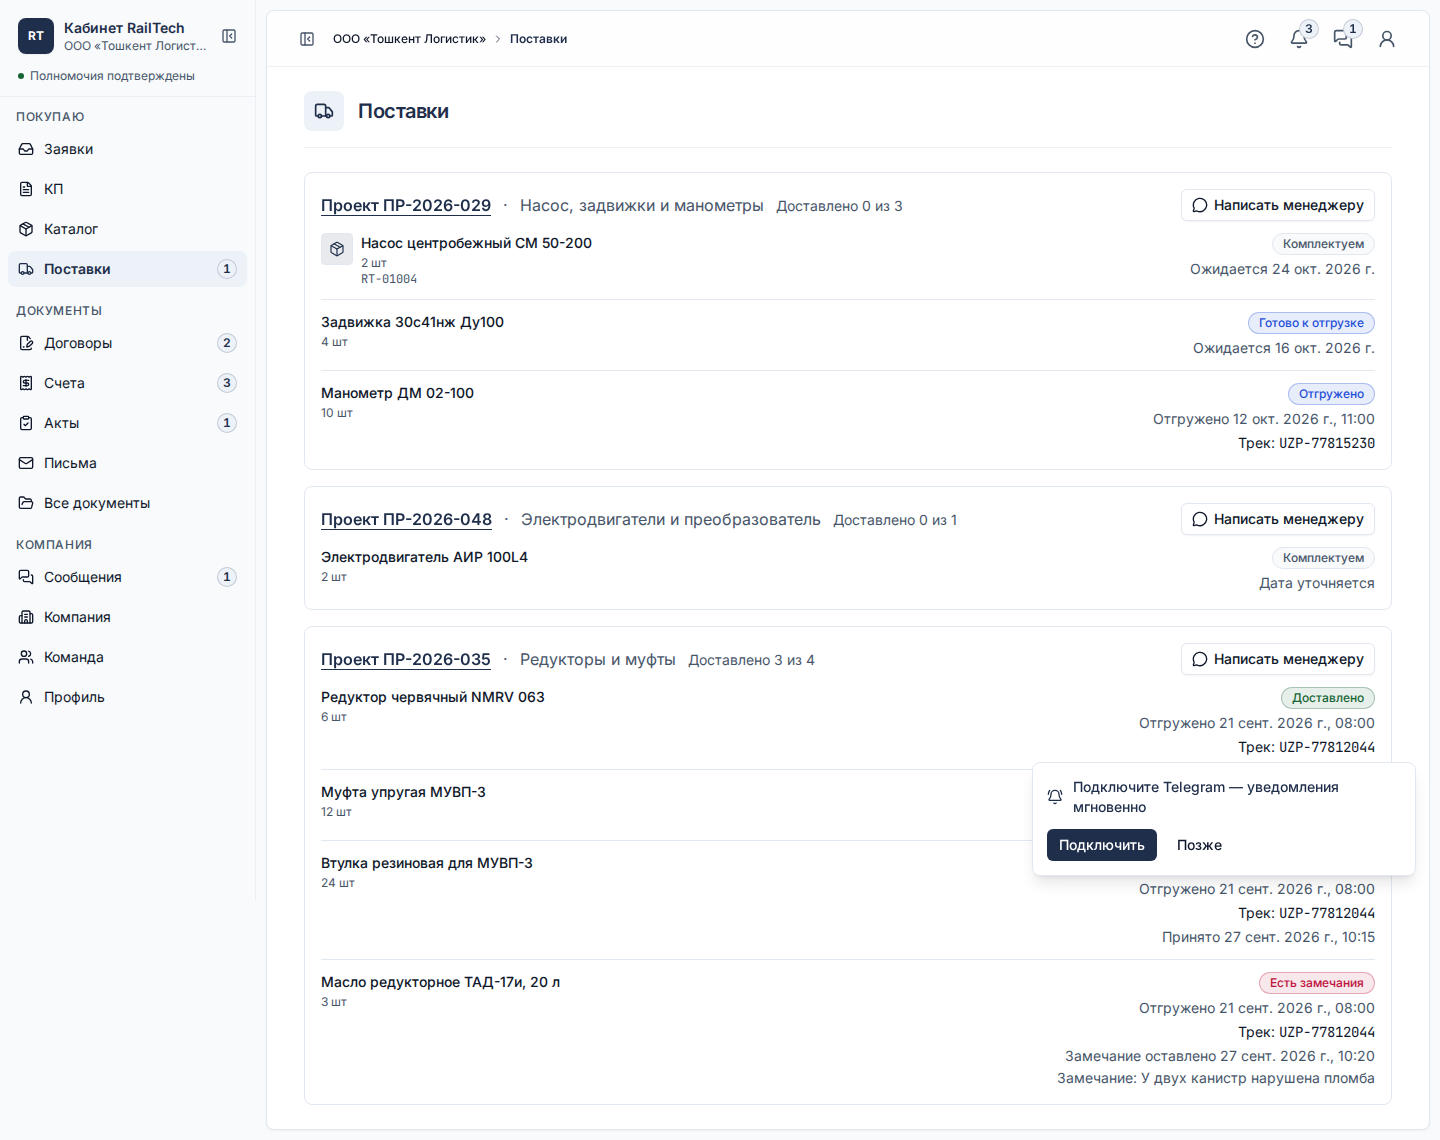 RT
Кабинет RailTech
ООО «Тошкент Логист...
Полномочия подтверждены
ПОКУПАЮ
Заявки
КП
Каталог
Поставки 1
ДОКУМЕНТЫ
Договоры 2
Счета 3
Акты 1
Письма
Все документы
КОМПАНИЯ
Сообщения 1
Компания
Команда
Профиль
ООО «Тошкент Логистик» > Поставки
3
1
Поставки
Проект ПР-2026-029 · Насос, задвижки и манометры Доставлено 0 из 3
Написать менеджеру
Насос центробежный CM 50-200
2 шт
RT-01004
Комплектуем
Ожидается 24 окт. 2026 г.
Задвижка 30с41нж Ду100
4 шт
Готово к отгрузке
Ожидается 16 окт. 2026 г.
Манометр ДМ 02-100
10 шт
Отгружено
Отгружено 12 окт. 2026 г., 11:00
Трек: UZP-77815230
Проект ПР-2026-048 · Электродвигатели и преобразователь Доставлено 0 из 1
Написать менеджеру
Электродвигатель АИР 100L4
2 шт
Комплектуем
Дата уточняется
Проект ПР-2026-035 · Редукторы и муфты Доставлено 3 из 4
Написать менеджеру
Редуктор червячный NMRV 063
6 шт
Доставлено
Отгружено 21 сент. 2026 г., 08:00
Трек: UZP-77812044
Муфта упругая МУВП-3
12 шт
Подключите Telegram — уведомления
мгновенно
Подключить
Позже
Втулка резиновая для МУВП-3
24 шт
Отгружено 21 сент. 2026 г., 08:00
Трек: UZP-77812044
Принято 27 сент. 2026 г., 10:15
Масло редукторное ТАД-17и, 20 л
3 шт
Есть замечания
Отгружено 21 сент. 2026 г., 08:00
Трек: UZP-77812044
Замечание оставлено 27 сент. 2026 г., 10:20
Замечание: У двух канистр нарушена пломба